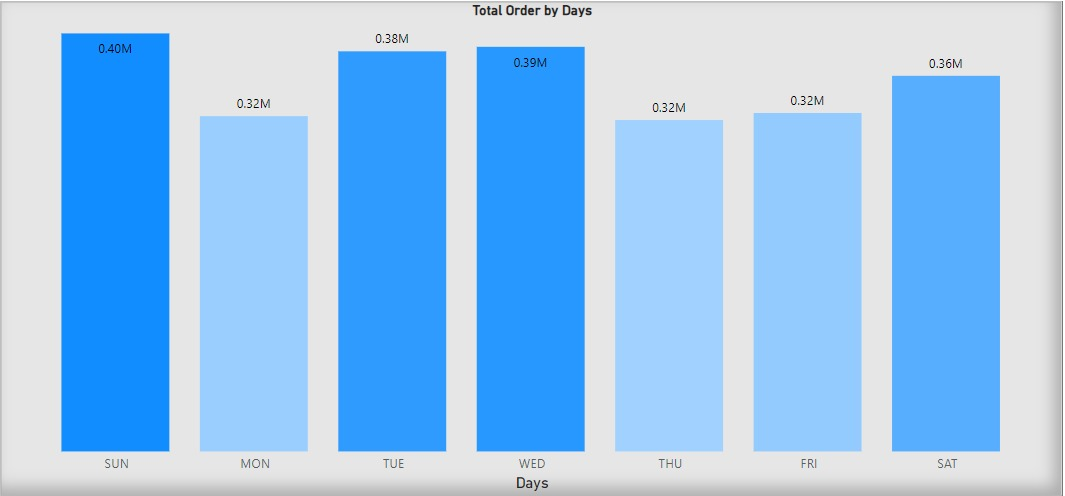 Total Order by Days
0.40M
0.32M
0.38M
0.39M
0.32M
0.32M
0.36M
SUN MON TUE WED THU FRI SAT
Days